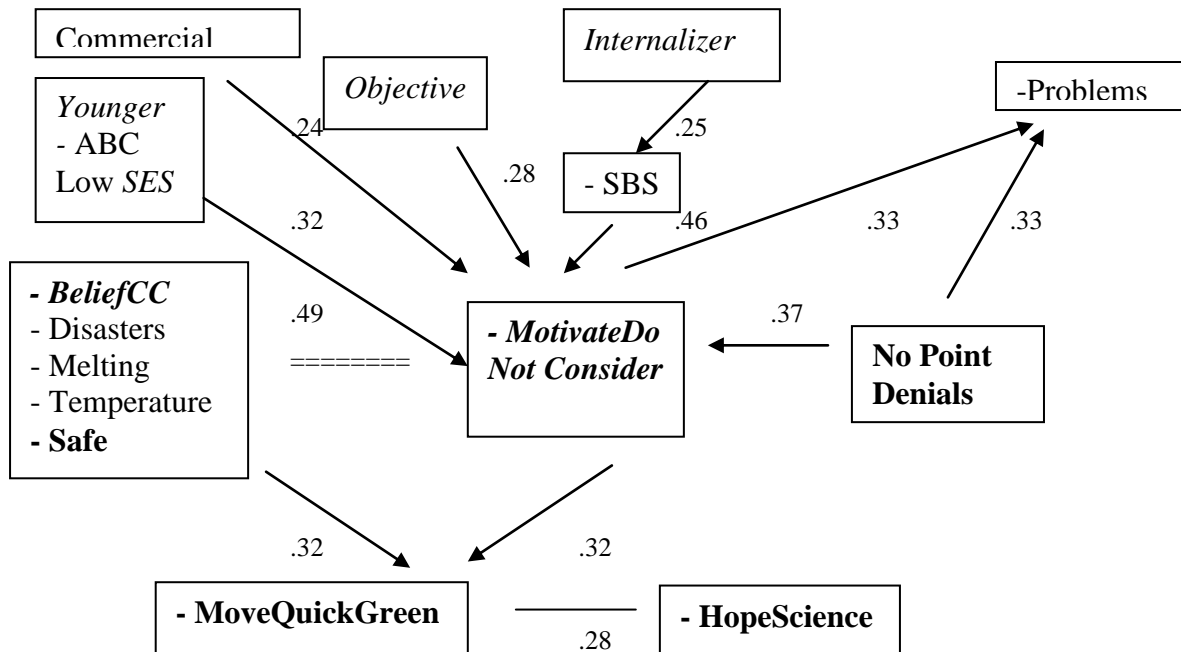 Commercial
Internalizer
Objective
-Problems
Younger
- ABC
Low SES
.24
.25
.28
- SBS
.32
.46
.33
.33
- BeliefCC
- Disasters
- Melting
- Temperature
- Safe
.49
========
- MotivateDo
Not Consider
.37
No Point
Denials
.32
.32
- MoveQuickGreen
.28
- HopeScience